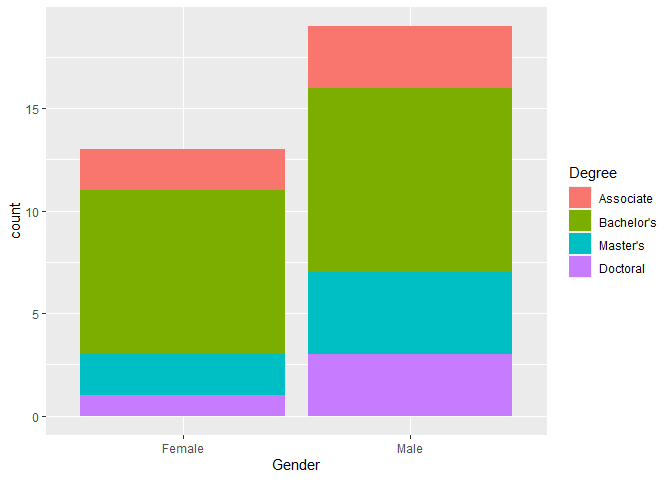 count
15
10
5
0
Female
Male
Gender
Degree
Associate
Bachelor's
Master's
Doctoral